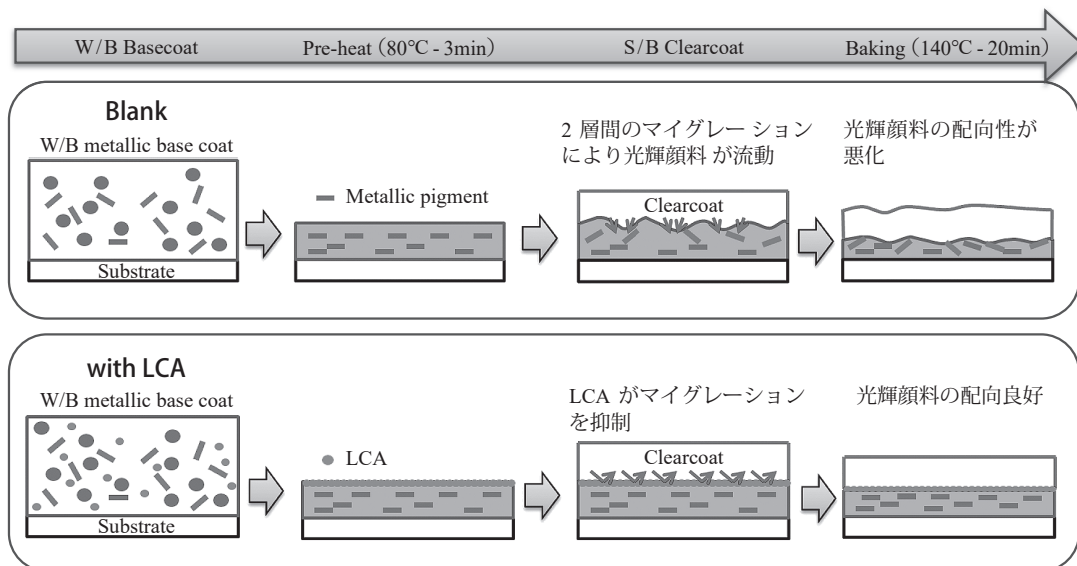 W/B Basecoat
Pre-heat（80℃ - 3min）
S/B Clearcoat
Baking（140℃ - 20min）
Blank
W/B metallic base coat
Substrate
Metallic pigment
2 層間のマイグレー ション
により光輝顔料 が流動
Clearcoat
光輝顔料の配向性が
悪化
with LCA
W/B metallic base coat
Substrate
LCA
LCA がマイグレーション
を抑制
Clearcoat
光輝顔料の配向良好